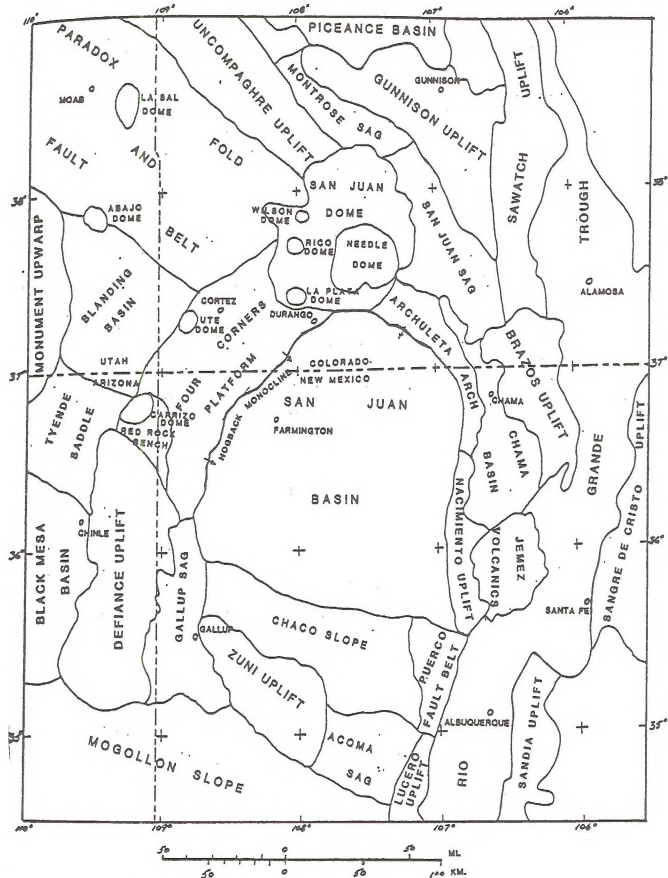 110°
109°
108°
107°
106°
PICEANCE BASIN
PARADOX
UNCOMPAHGRE UPLIFT
MONTROSE SAG
GUNNISON
GUNNISON UPLIFT
UPLIFT
SAWATCH
MOAB
LA SAL
DOME
FAULT AND FOLD
BELT
38°
38°
SAN JUAN
DOME
WILSON
DOME
RICO
DOME
NEEDLE
DOME
LA PLATA
DOME
SAN JUAN SAG
TROUGH
ALAMOSA
ABAJO
DOME
MONUMENT UPWARP
BLANDING
BASIN
CORTEZ
UTE
DOME
DURANGO
FOUR CORNERS
PLATFORM
ARCHULETA
ARCH
BRAZOS UPLIFT
UTAH
ARIZONA
COLORADO
NEW MEXICO
37°
37°
HOGBACK MONOCLINE
SAN JUAN
BASIN
FARMINGTON
CHAMA
CHAMA
BASIN
TYENDE
SADDLE
CARRIZO
DOME
RED ROCK
BENCH
GRANDE
SANGRE DE CRISTO UPLIFT
NACIMIENTO UPLIFT
JEMEZ
VOLCANICS
36°
36°
BLACK MESA
BASIN
CHINLE
DEFIANCE UPLIFT
GALLUP SAG
GALLUP
CHACO SLOPE
SANTA FE
ZUNI UPLIFT
PUERCO
FAULT BELT
ALBUQUERQUE
SANDIA UPLIFT
35°
35°
MOGOLLON SLOPE
ACOMA
SAG
LUCERO
UPLIFT
RIO
110°
109°
108°
107°
106°
50 0 50 MI.
50 0 50 100 KM.